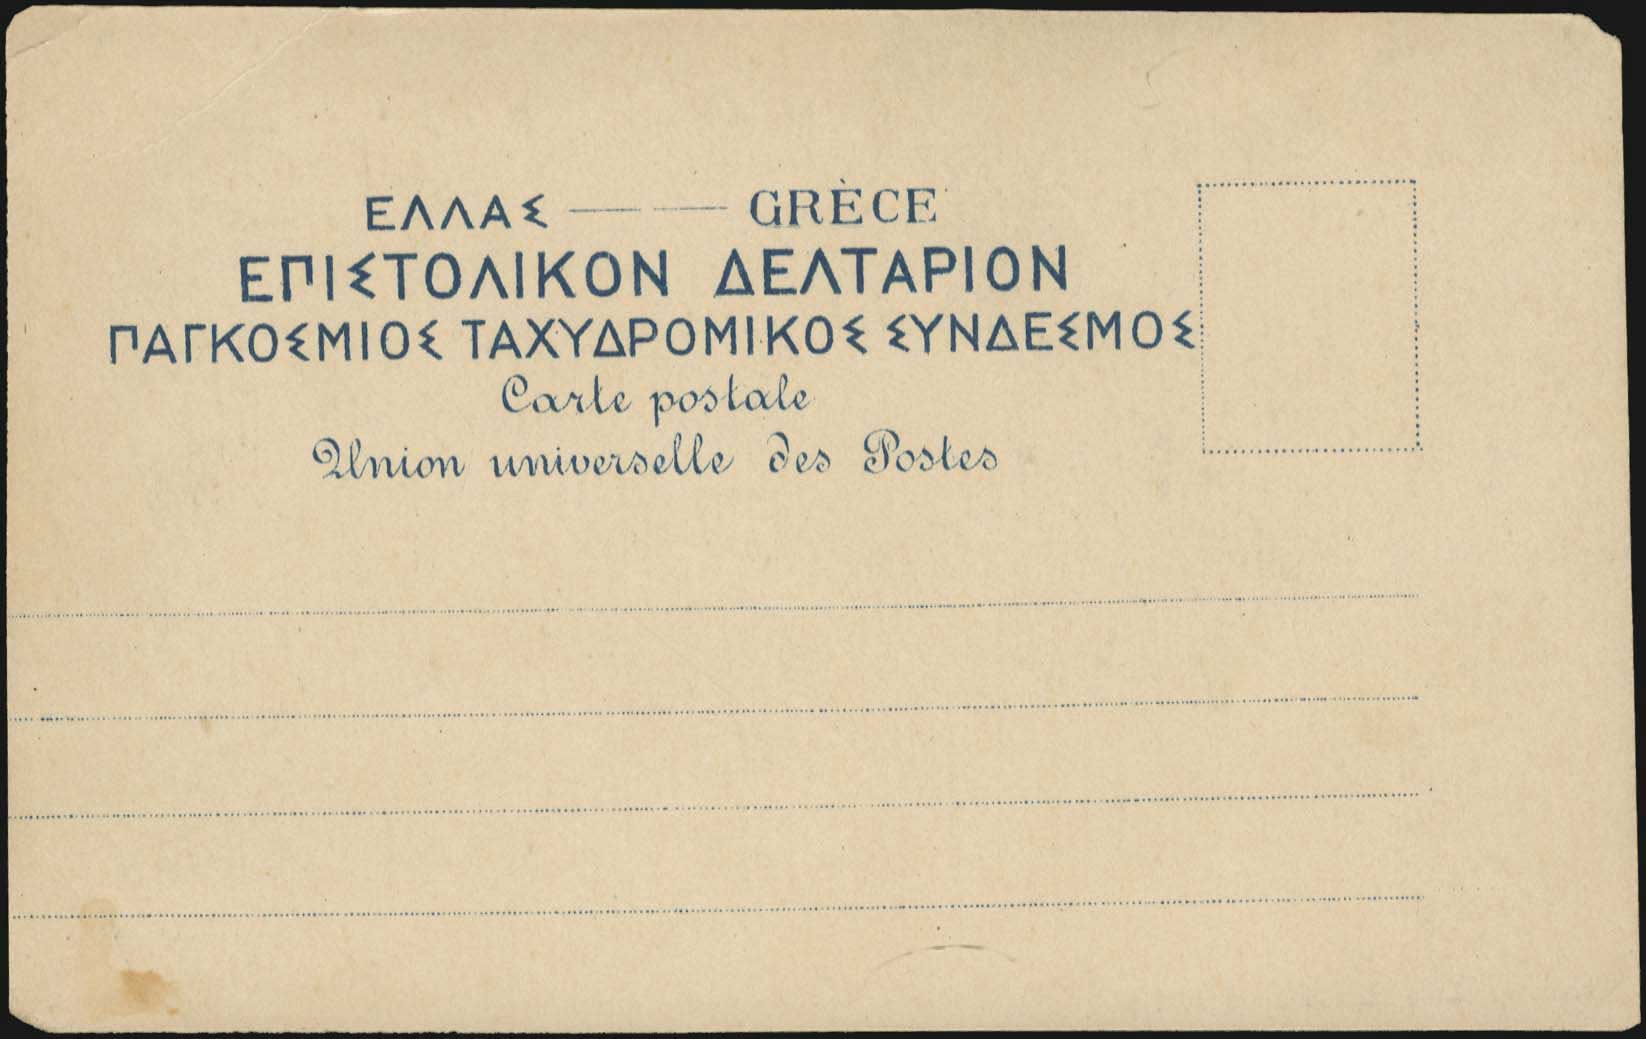 ΕΛΛΑΣ — — GRÈCE
ΕΠΙΣΤΟΛΙΚΟΝ ΔΕΛΤΑΡΙΟΝ
ΠΑΓΚΟΣΜΙΟΣ ΤΑΧΥΔΡΟΜΙΚΟΣ ΣΥΝΔΕΣΜΟΣ
Carte postale
Union universelle des Postes